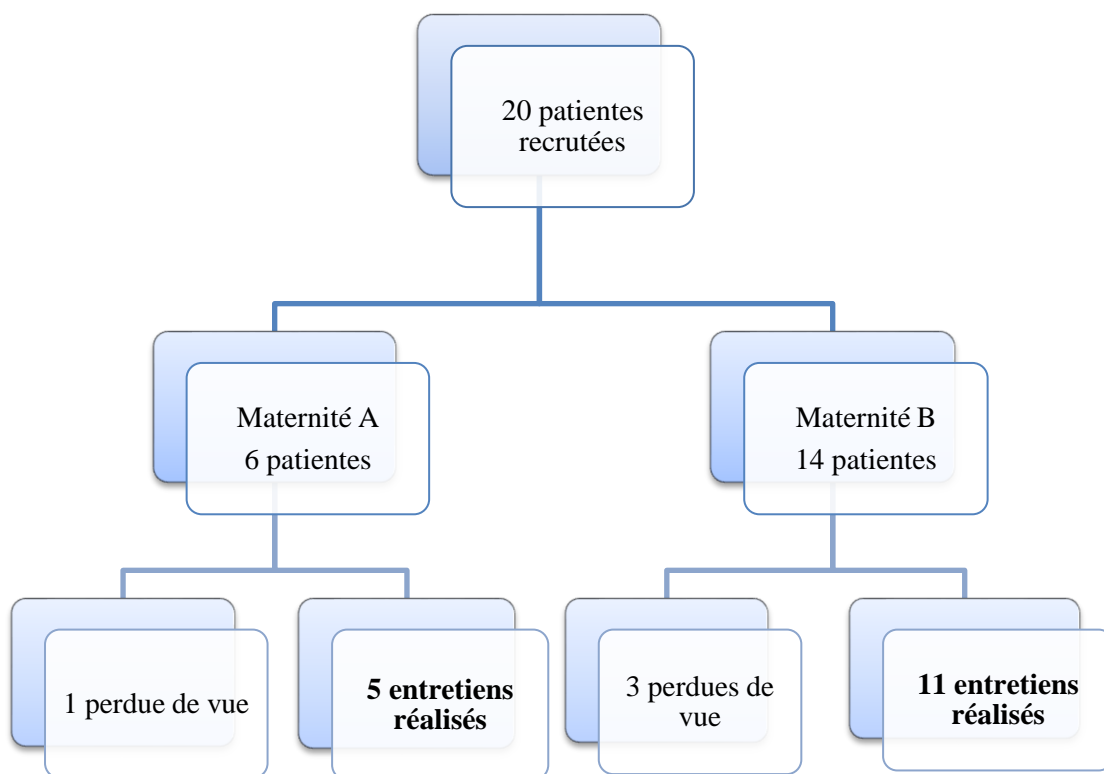 20 patientes
recrutées
Maternité A
6 patientes
Maternité B
14 patientes
1 perdue de vue
5 entretiens
réalisés
3 perdues de
vue
11 entretiens
réalisés